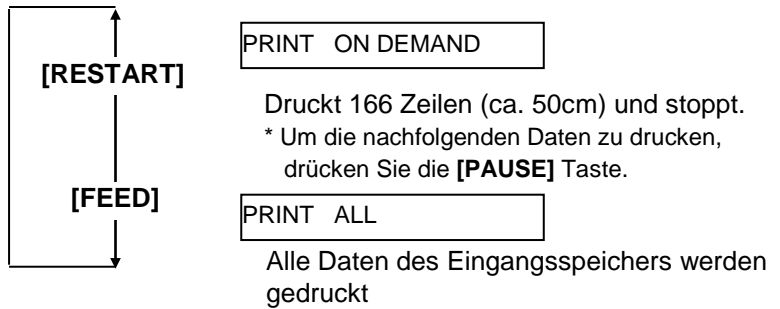 PRINT ON DEMAND
[RESTART]
Druckt 166 Zeilen (ca. 50cm) und stoppt.
* Um die nachfolgenden Daten zu drucken,
drücken Sie die [PAUSE] Taste.
[FEED]
PRINT ALL
Alle Daten des Eingangsspeichers werden
gedruckt